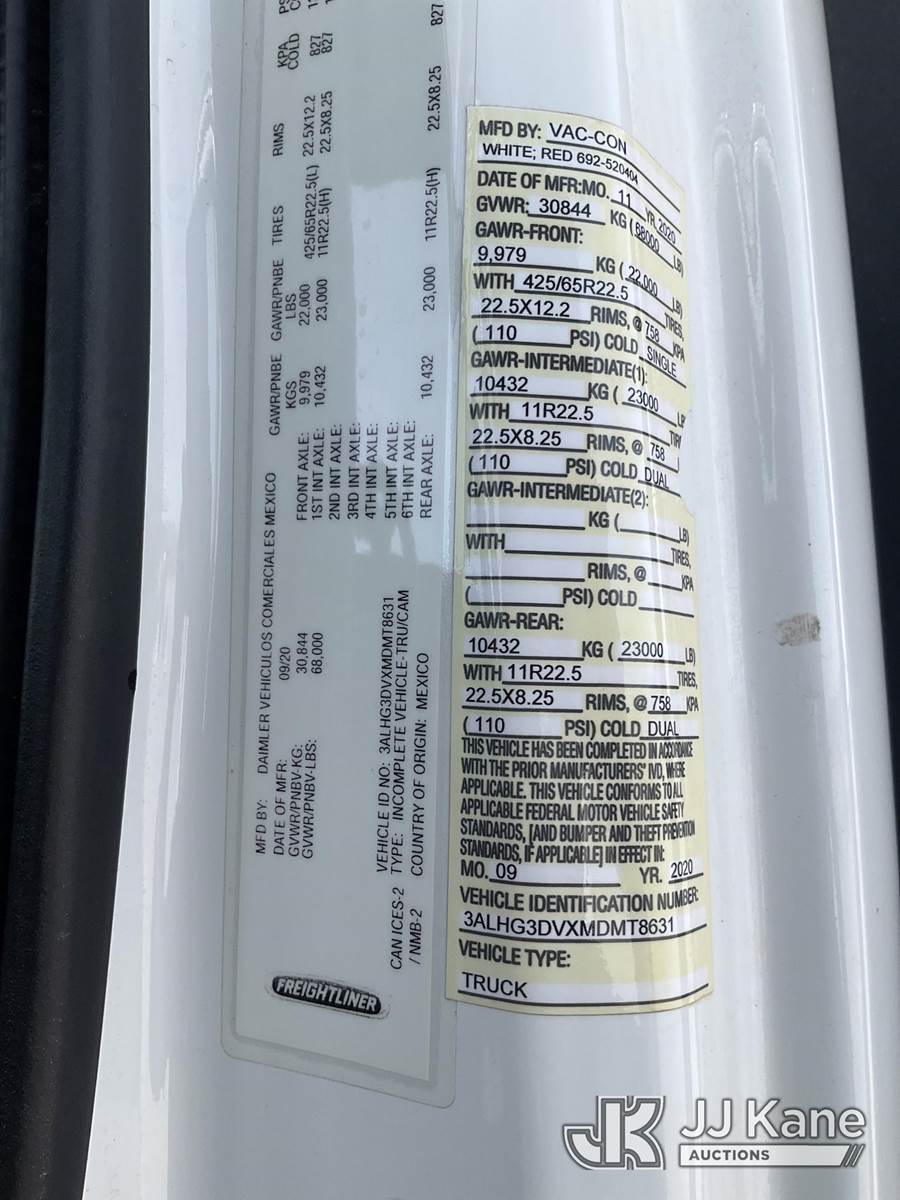 MFD BY: DAIMLER VEHICULOS COMERCIALES MEXICO
DATE OF MFR: 09/20
GVWR/PNBV-KG: 30,844
GVWR/PNBV-LBS: 68,000
GAWR/PNBE KGS GAWR/PNBE LBS TIRES RIMS KPA COLD
FRONT AXLE: 9,979 22,000 425/65R22.5(L) 22.5X12.2 827
1ST INT AXLE: 10,432 23,000 11R22.5(H) 22.5X8.25 827
2ND INT AXLE:
3RD INT AXLE:
4TH INT AXLE:
5TH INT AXLE:
6TH INT AXLE:
REAR AXLE: 10,432 23,000 11R22.5(H) 22.5X8.25 827
VEHICLE ID NO: 3ALHG3DVXMDMT8631
CAN ICES-2 TYPE: INCOMPLETE VEHICLE-TRU/CAM
/ NMB-2 COUNTRY OF ORIGIN: MEXICO
FREIGHTLINER
MFD BY: VAC-CON
WHITE; RED 692-520404
DATE OF MFR:MO. 11 YR. 2020
GVWR: 30844 KG (68000 LB)
GAWR-FRONT:
9,979 KG ( 22,000 LB)
WITH 425/65R22.5 TIRES,
22.5X12.2 RIMS, @ 758 KPA
(110 PSI) COLD SINGLE
GAWR-INTERMEDIATE(1):
10432 KG ( 23000
WITH 11R22.5
22.5X8.25 RIMS, @ 758
(110 PSI) COLD DUAL
GAWR-INTERMEDIATE(2):
KG ( LB)
WITH TIRES,
RIMS, @ KPA
( PSI) COLD
GAWR-REAR:
10432 KG ( 23000 LB)
WITH 11R22.5 TIRES,
22.5X8.25 RIMS, @ 758 KPA
(110 PSI) COLD DUAL
THIS VEHICLE HAS BEEN COMPLETED IN ACCORDANCE
WITH THE PRIOR MANUFACTURERS' IVD, WHERE
APPLICABLE. THIS VEHICLE CONFORMS TO ALL
APPLICABLE FEDERAL MOTOR VEHICLE SAFETY
STANDARDS, [AND BUMPER AND THEFT PREVENTION
STANDARDS, IF APPLICABLE] IN EFFECT IN:
MO. 09 YR. 2020
VEHICLE IDENTIFICATION NUMBER:
3ALHG3DVXMDMT8631
VEHICLE TYPE:
TRUCK
JK JJ Kane
AUCTIONS